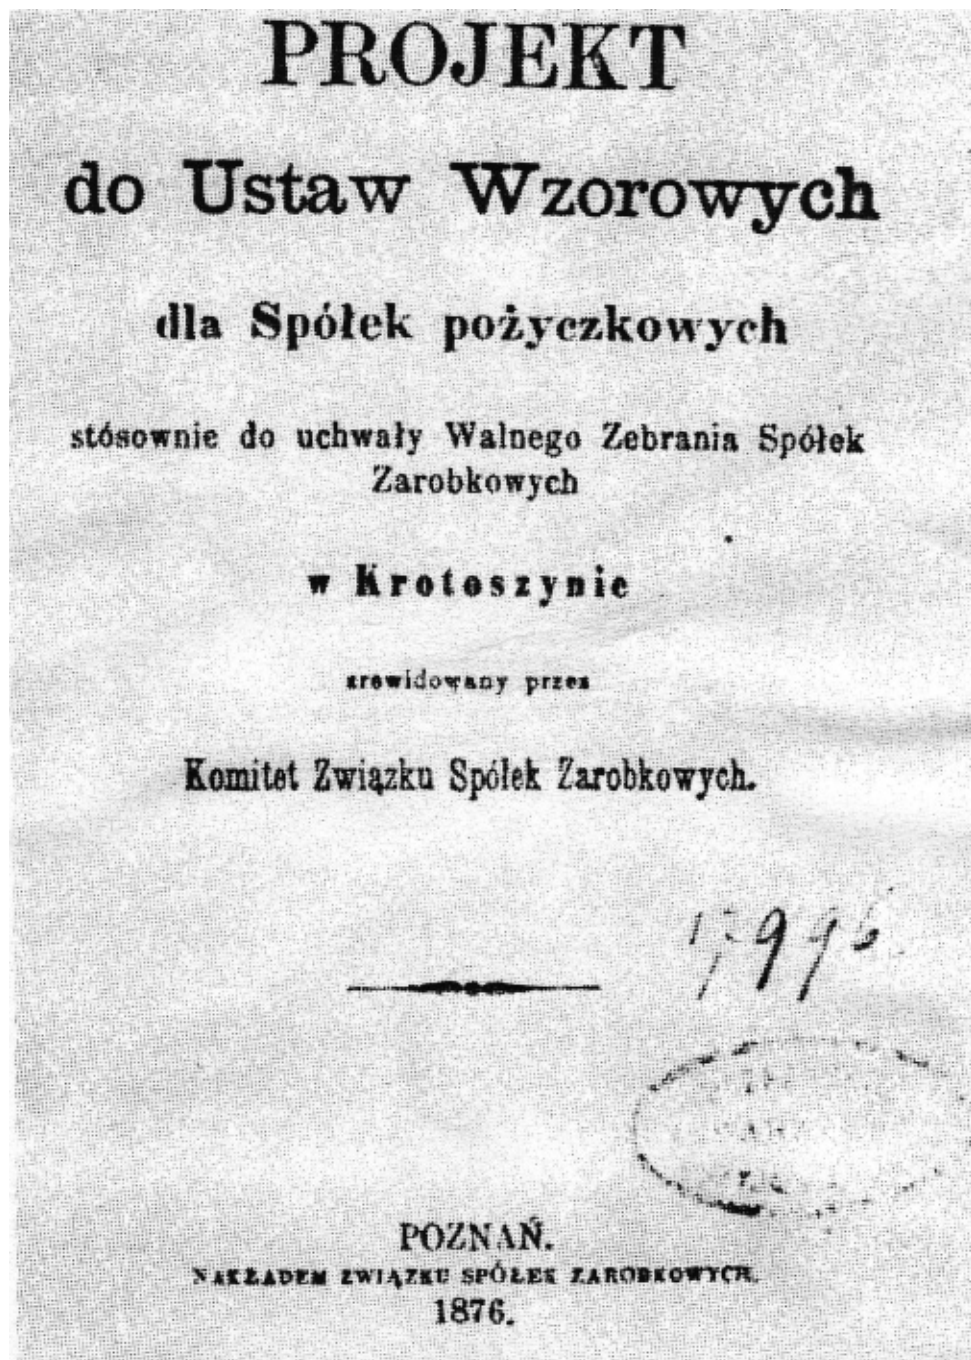 PROJEKT
do Ustaw Wzorowych
dla Spółek pożyczkowych
stósownie do uchwały Walnego Zebrania Spółek
Zarobkowych
w Krotoszynie
zrewidowany przez
Komitet Związku Spółek Zarobkowych.
17996
POZNAŃ.
NAKŁADEM ZWIĄZKU SPÓŁEK ZAROBKOWYCH.
1876.